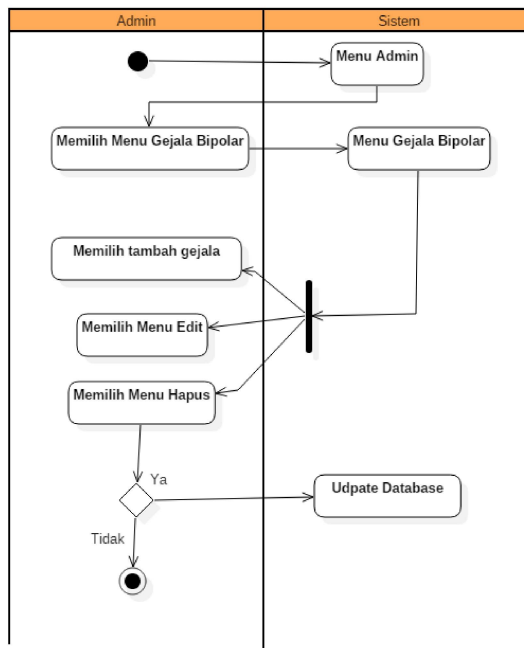 Admin
Sistem
Menu Admin
Memilih Menu Gejala Bipolar
Menu Gejala Bipolar
Memilih tambah gejala
Memilih Menu Edit
Memilih Menu Hapus
Ya
Udpate Database
Tidak